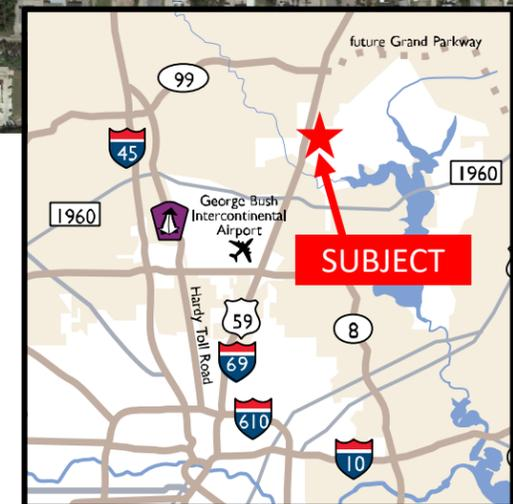 future Grand Parkway
99
45
1960
1960
George Bush
Intercontinental
Airport
SUBJECT
Hardy Toll Road
59
8
69
610
10